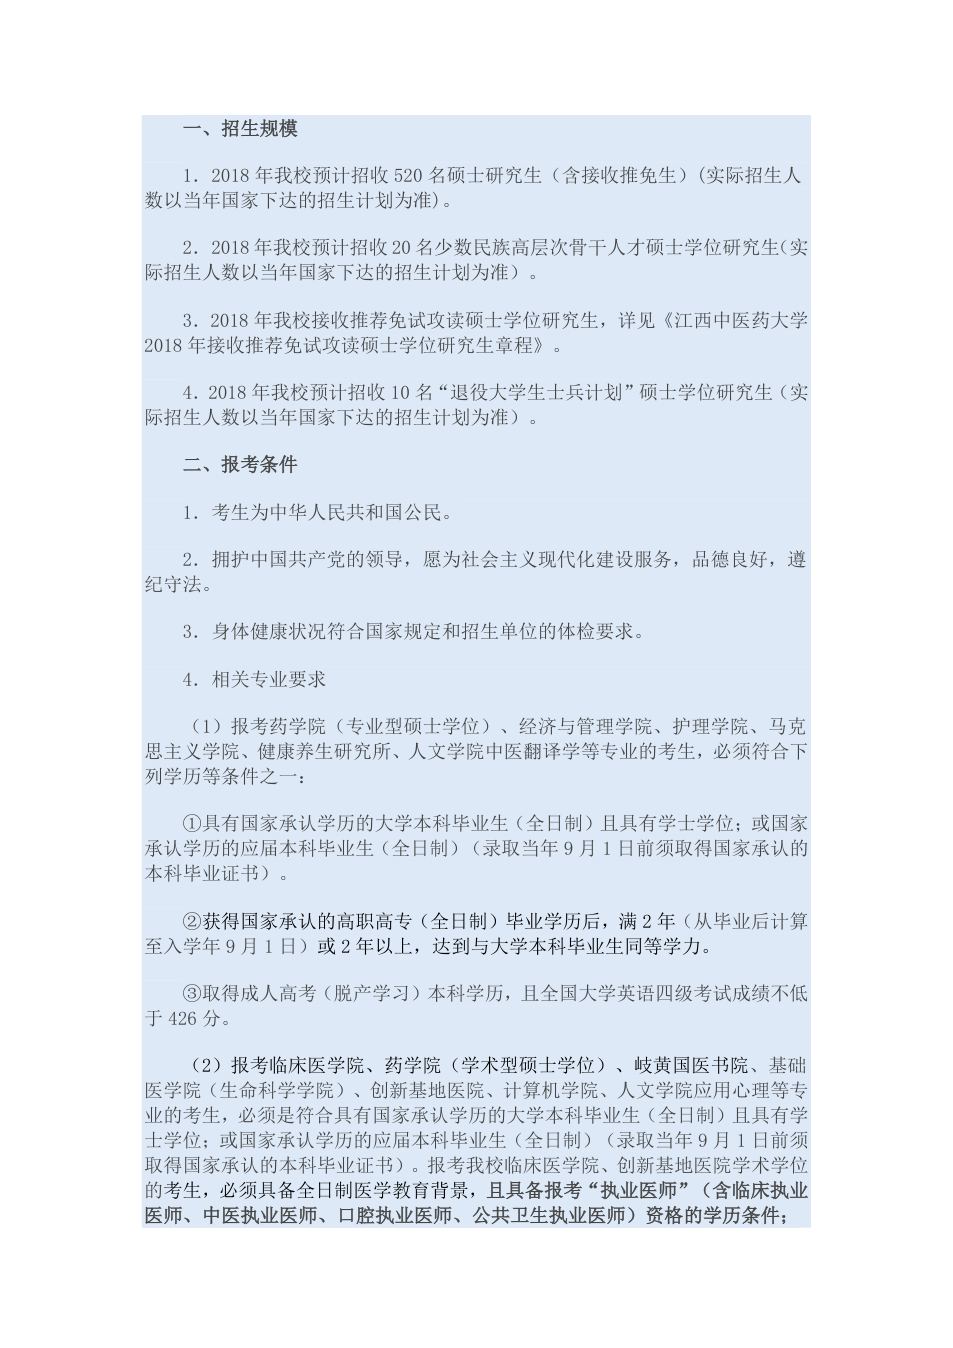 一、招生规模
1．2018 年我校预计招收 520 名硕士研究生（含接收推免生）(实际招生人
数以当年国家下达的招生计划为准)。
2．2018 年我校预计招收 20 名少数民族高层次骨干人才硕士学位研究生（实
际招生人数以当年国家下达的招生计划为准）。
3．2018 年我校接收推荐免试攻读硕士学位研究生，详见《江西中医药大学
2018 年接收推荐免试攻读硕士学位研究生章程》。
4．2018 年我校预计招收 10 名“退役大学生士兵计划”硕士学位研究生（实
际招生人数以当年国家下达的招生计划为准）。
二、报考条件
1．考生为中华人民共和国公民。
2．拥护中国共产党的领导，愿为社会主义现代化建设服务，品德良好，遵
纪守法。
3．身体健康状况符合国家规定和招生单位的体检要求。
4．相关专业要求
（1）报考药学院（专业型硕士学位）、经济与管理学院、护理学院、马克
思主义学院、健康养生研究所、人文学院中医翻译学等专业的考生，必须符合下
列学历等条件之一：
①具有国家承认学历的大学本科毕业生（全日制）且具有学士学位；或国家
承认学历的应届本科毕业生（全日制）（录取当年 9 月 1 日前须取得国家承认的
本科毕业证书）。
②获得国家承认的高职高专（全日制）毕业学历后，满 2 年（从毕业后计算
至入学年 9 月 1 日）或 2 年以上，达到与大学本科毕业生同等学力。
③取得成人高考（脱产学习）本科学历，且全国大学英语四级考试成绩不低
于 426 分。
（2）报考临床医学院、药学院（学术型硕士学位）、岐黄国医书院、基础
医学院（生命科学学院）、创新基地医院、计算机学院、人文学院应用心理等专
业的考生，必须是符合具有国家承认学历的大学本科毕业生（全日制）且具有学
士学位；或国家承认学历的应届本科毕业生（全日制）（录取当年 9 月 1 日前须
取得国家承认的本科毕业证书）。报考我校临床医学院、创新基地医院学术学位
的考生，必须具备全日制医学教育背景，且具备报考“执业医师”（含临床执业
医师、中医执业医师、口腔执业医师、公共卫生执业医师）资格的学历条件；